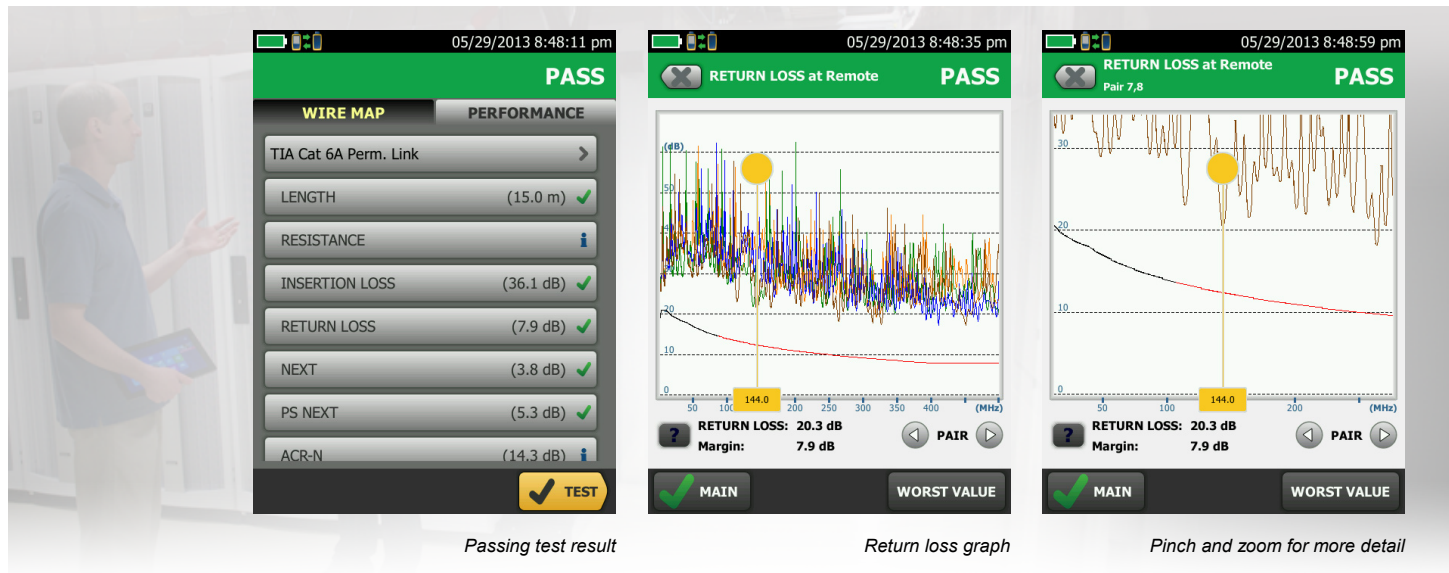 05/29/2013 8:48:11 pm
PASS
WIRE MAP PERFORMANCE
TIA Cat 6A Perm. Link
LENGTH (15.0 m)
RESISTANCE i
INSERTION LOSS (36.1 dB)
RETURN LOSS (7.9 dB)
NEXT (3.8 dB)
PS NEXT (5.3 dB)
ACR-N (14.3 dB) i
TEST
Passing test result
05/29/2013 8:48:35 pm
RETURN LOSS at Remote PASS
(dB)
50
40
30
20
10
0
50 100 144.0 200 250 300 350 400 (MHz)
? RETURN LOSS: 20.3 dB
Margin: 7.9 dB
PAIR
MAIN WORST VALUE
Return loss graph
05/29/2013 8:48:59 pm
RETURN LOSS at Remote
Pair 7,8
PASS
30
20
10
0
50 100 144.0 200 (MHz)
? RETURN LOSS: 20.3 dB
Margin: 7.9 dB
PAIR
MAIN WORST VALUE
Pinch and zoom for more detail